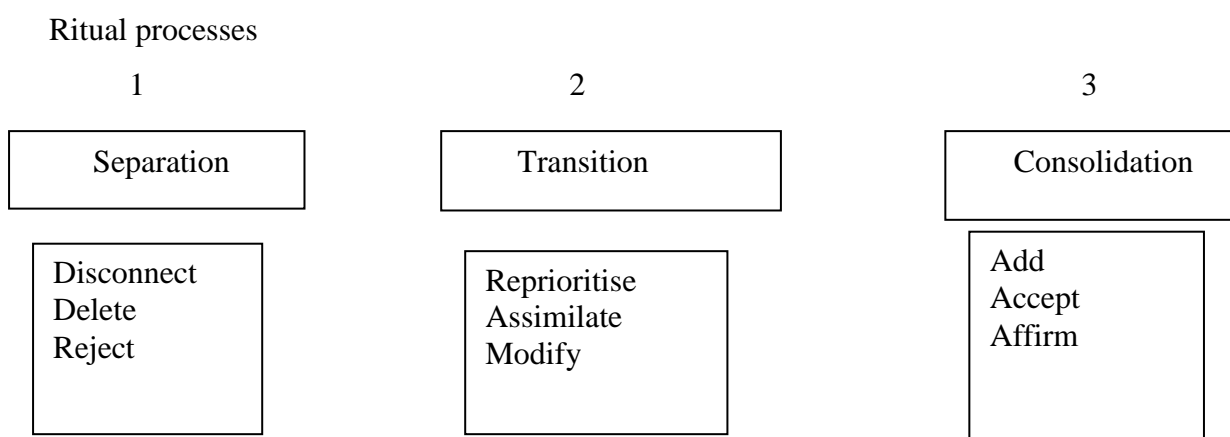 Ritual processes
1 2 3
Separation Transition Consolidation
Disconnect
Delete
Reject
Reprioritise
Assimilate
Modify
Add
Accept
Affirm